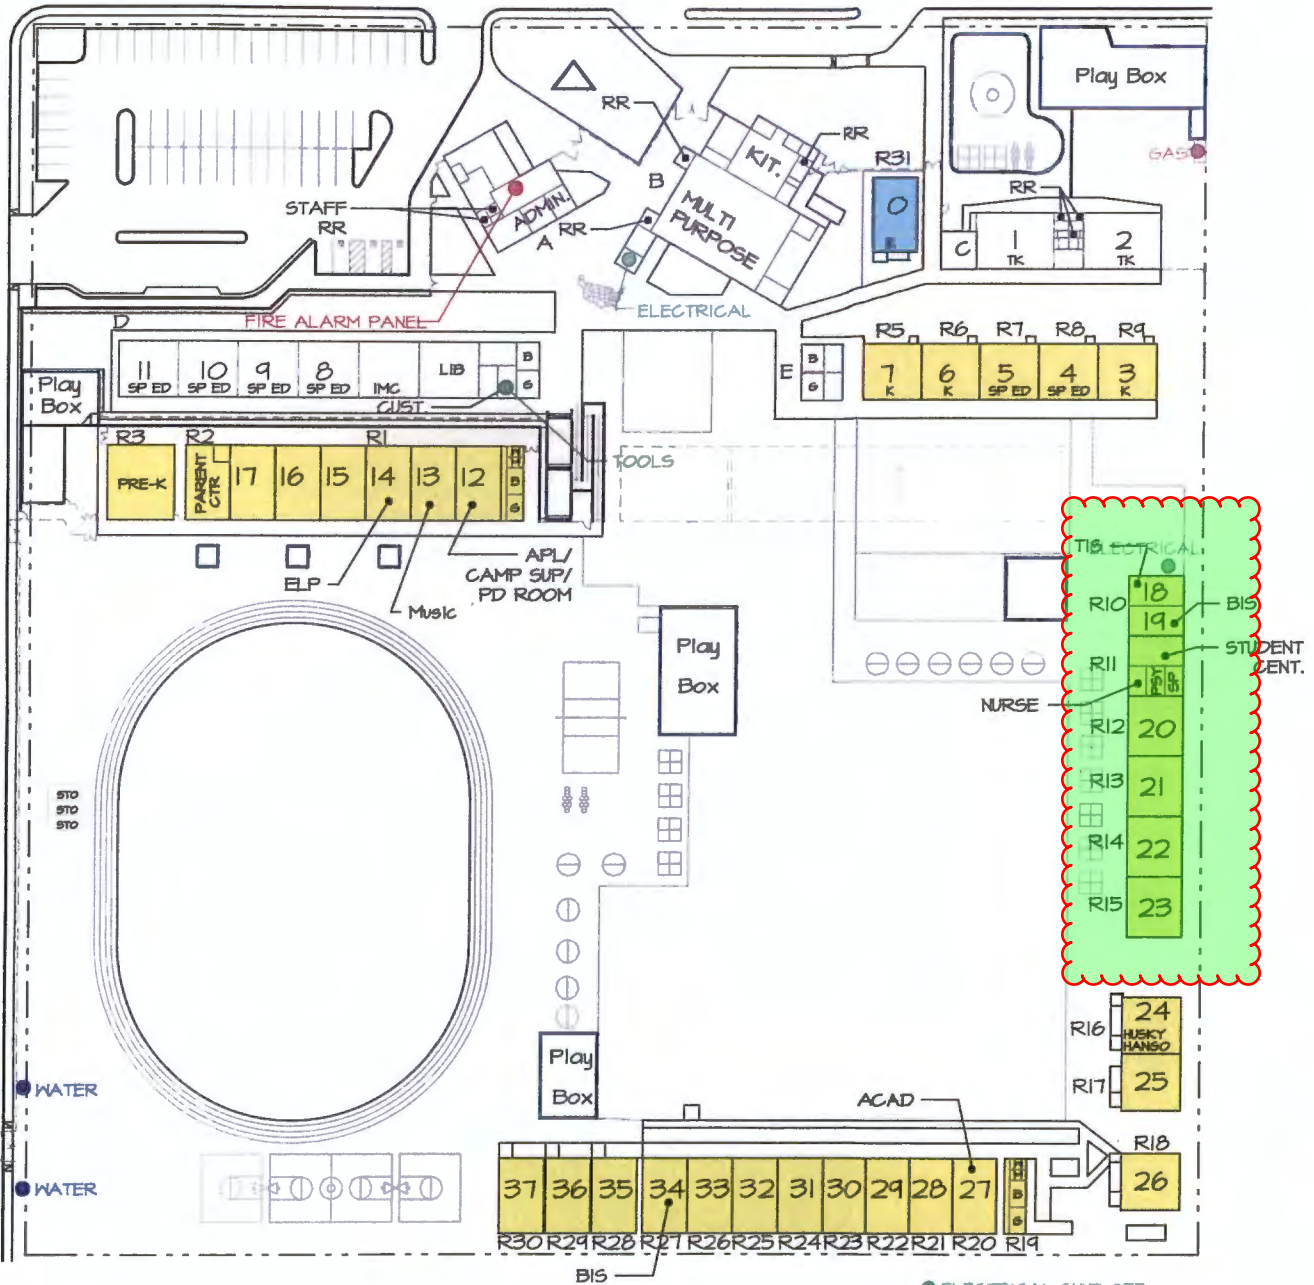 Play Box
RR
RR
KIT.
R31
GAS
B
O
RR
STAFF
RR
ADMIN.
A
RR
MULTI
PURPOSE
C
1
TK
2
TK
ELECTRICAL
FIRE ALARM PANEL
D
11
SP ED
10
SP ED
9
SP ED
8
SP ED
IMC
LIB
B
G
CUST.
Play
Box
E
B
G
R5
R6
R7
R8
R9
7
K
6
K
5
SP ED
4
SP ED
3
K
R3
R2
R1
PRE-K
PARENT
CTR
17
16
15
14
13
12
B
G
TOOLS
ELP
Music
APL/
CAMP SUP/
PD ROOM
ELECTRICAL
R10
18
19
BIS
R11
STUDENT
CENT.
PSY
SP
NURSE
R12
20
R13
21
R14
22
R15
23
Play
Box
STO
STO
STO
R16
24
HUSKY
HANGO
R17
25
R18
26
Play
Box
WATER
WATER
ACAD
37
36
35
34
33
32
31
30
29
28
27
B
G
R30
R29
R28
R27
R26
R25
R24
R23
R22
R21
R20
R19
BIS